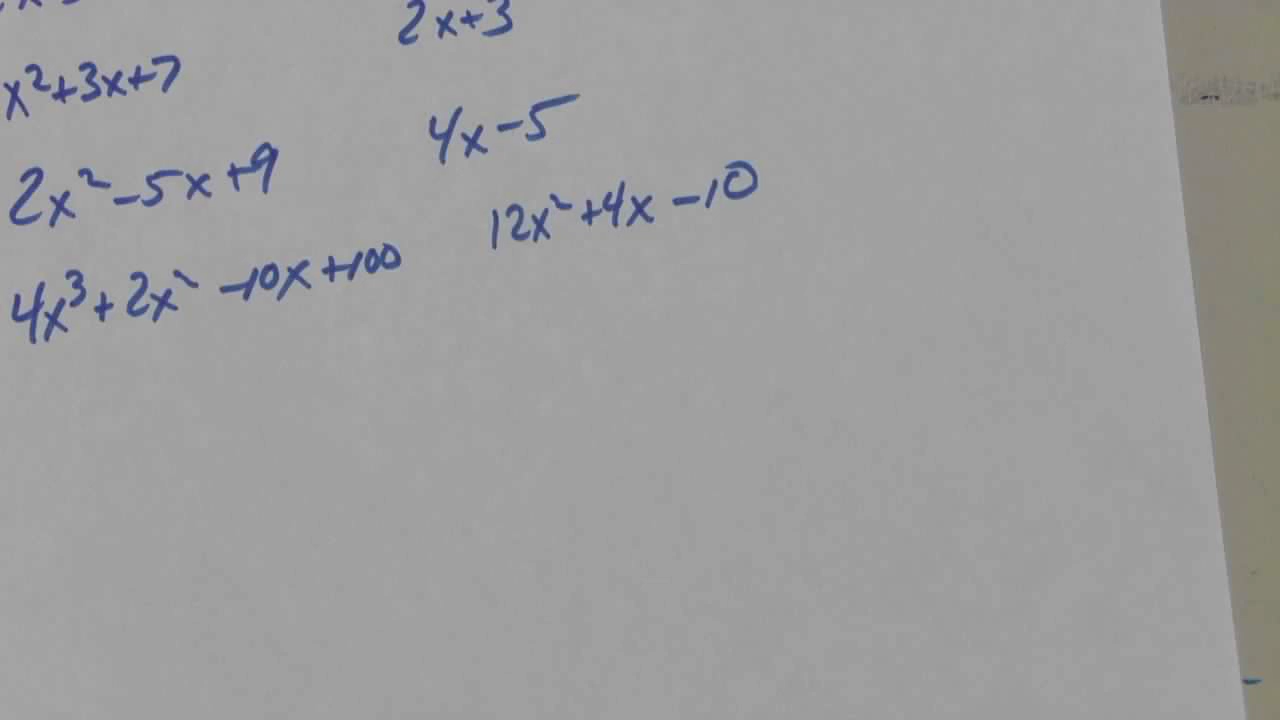 2x+3
x²+3x+7
4x-5
2x²-5x+9
12x²+4x-10
4x³+2x²-10x+100